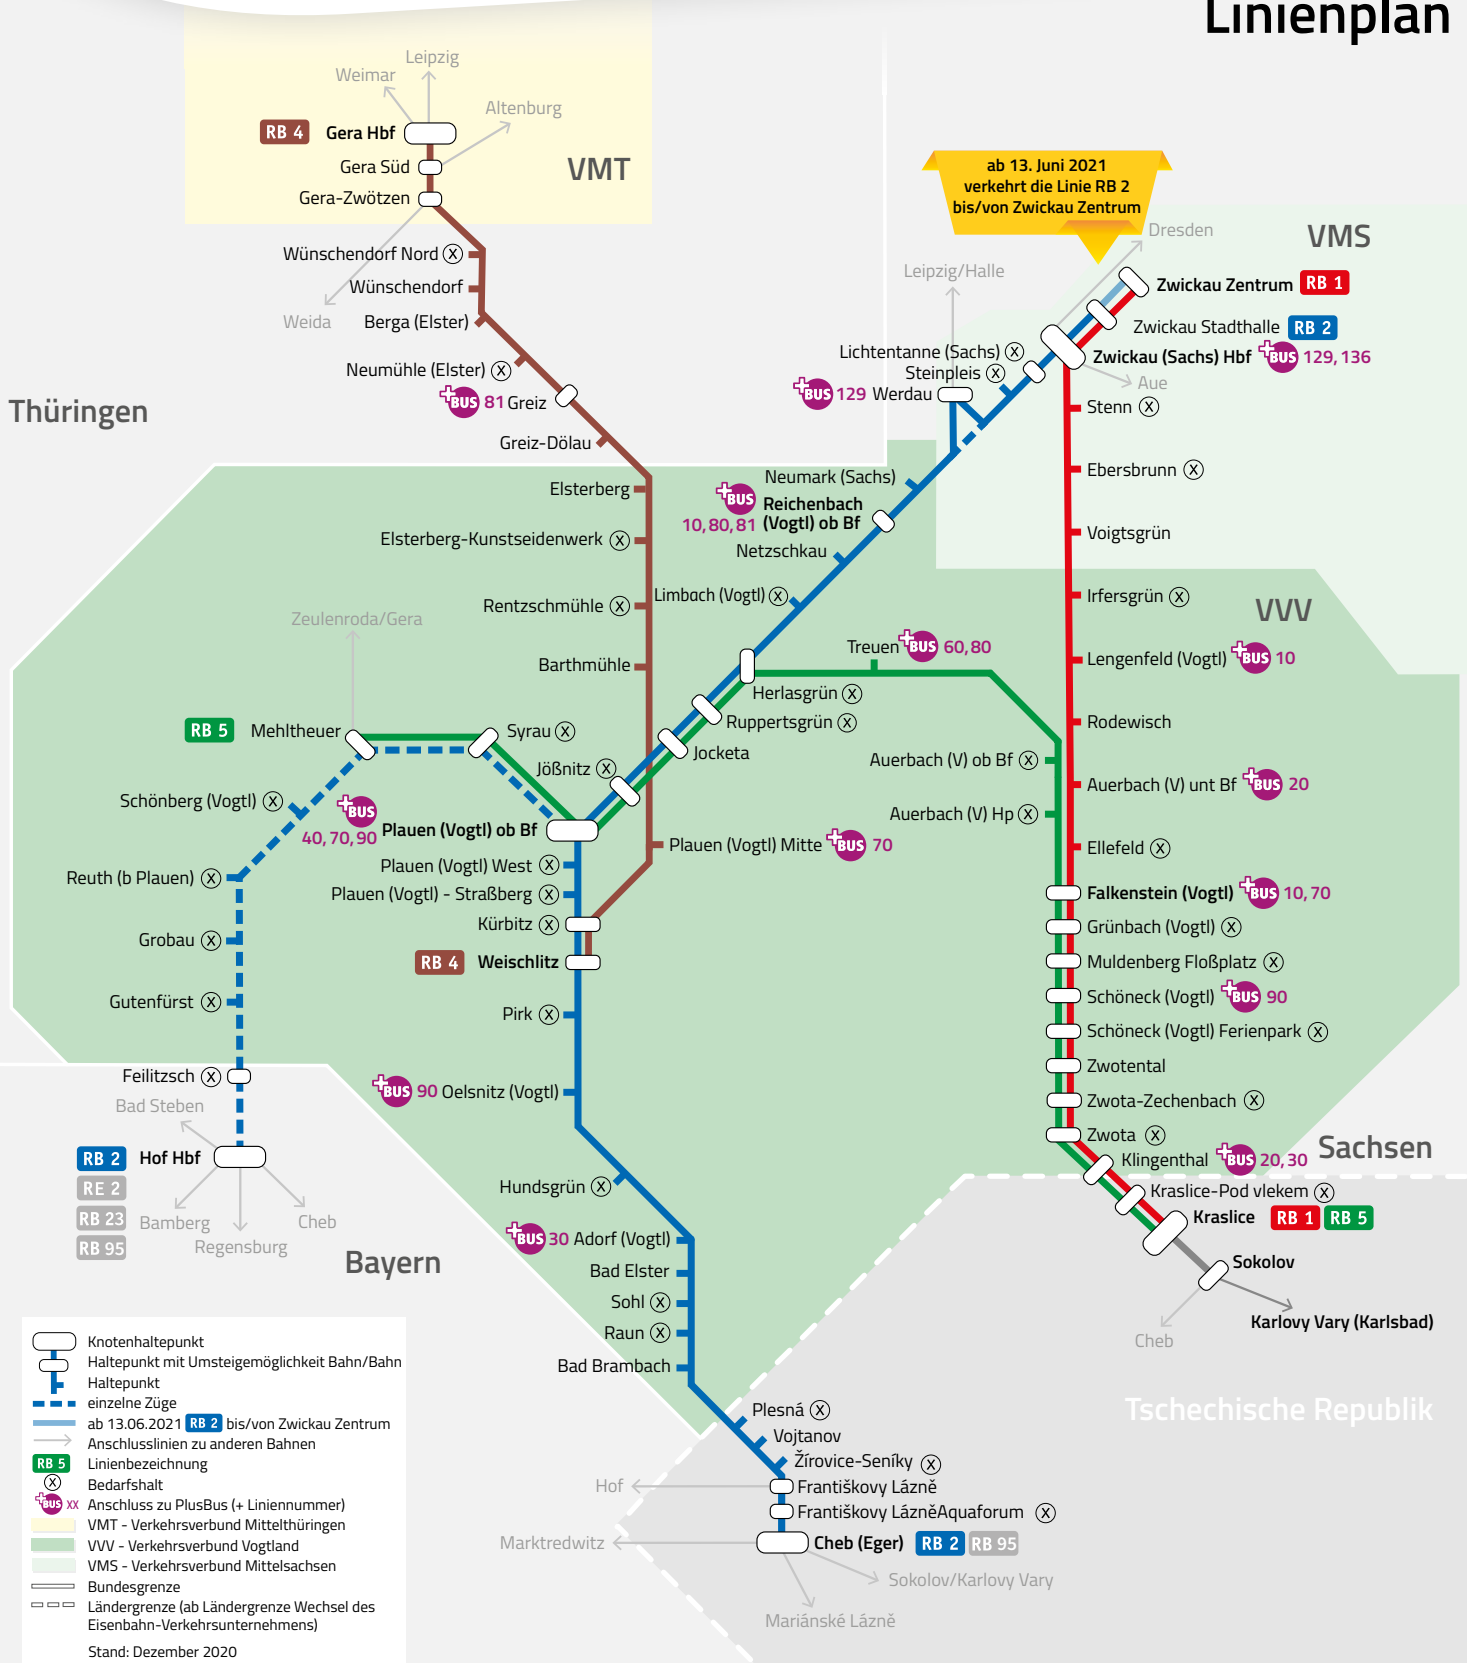 Linienplan
Leipzig
Weimar
Altenburg
RB 4 Gera Hbf
Gera Süd
VMT
Gera-Zwötzen
ab 13. Juni 2021
verkehrt die Linie RB 2
bis/von Zwickau Zentrum
Dresden
VMS
Wünschendorf Nord X
Wünschendorf
Weida
Berga (Elster)
Leipzig/Halle
Zwickau Zentrum RB 1
Zwickau Stadthalle RB 2
Zwickau (Sachs) Hbf +BUS 129, 136
Aue
Lichtentanne (Sachs) X
Steinpleis X
+BUS 129 Werdau
Neumühle (Elster) X
+BUS 81 Greiz
Thüringen
Greiz-Dölau
Stenn X
Ebersbrunn X
Elsterberg
Neumark (Sachs)
+BUS
10, 80, 81
Reichenbach
(Vogtl) ob Bf
Elsterberg-Kunstseidenwerk X
Netzschkau
Voigtsgrün
Limbach (Vogtl) X
Rentzschmühle X
Irfersgrün X
VVV
Zeulenroda/Gera
Barthmühle
Treuen +BUS 60, 80
Lengenfeld (Vogtl) +BUS 10
Herlasgrün X
Ruppertsgrün X
Jocketa
Rodewisch
RB 5 Mehltheuer
Syrau X
Jößnitz X
Auerbach (V) ob Bf X
Auerbach (V) unt Bf +BUS 20
Schönberg (Vogtl) X
+BUS
40, 70, 90
Plauen (Vogtl) ob Bf
Auerbach (V) Hp X
Plauen (Vogtl) Mitte +BUS 70
Ellefeld X
Plauen (Vogtl) West X
Reuth (b Plauen) X
Plauen (Vogtl) - Straßberg X
Falkenstein (Vogtl) +BUS 10, 70
Kürbitz X
Grünbach (Vogtl) X
Grobau X
RB 4 Weischlitz
Muldenberg Floßplatz X
Gutenfürst X
Schöneck (Vogtl) +BUS 90
Pirk X
Schöneck (Vogtl) Ferienpark X
Zwotental
Feilitzsch X
+BUS 90 Oelsnitz (Vogtl)
Zwota-Zechenbach X
Bad Steben
Zwota X
Sachsen
Klingenthal +BUS 20, 30
RB 2 Hof Hbf
RE 2
RB 23
RB 95
Bamberg
Regensburg
Cheb
Hundsgrün X
Kraslice-Pod vlekem X
Kraslice RB 1 RB 5
+BUS 30 Adorf (Vogtl)
Bayern
Sokolov
Bad Elster
Sohl X
Karlovy Vary (Karlsbad)
Raun X
Cheb
Bad Brambach
Tschechische Republik
Plesná X
Vojtanov
Žírovice-Seníky X
Hof
Františkovy Lázně
Františkovy LázněAquaforum X
Marktredwitz
Cheb (Eger) RB 2 RB 95
Sokolov/Karlovy Vary
Mariánské Lázně
Knotenhaltepunkt
Haltepunkt mit Umsteigemöglichkeit Bahn/Bahn
Haltepunkt
einzelne Züge
ab 13.06.2021 RB 2 bis/von Zwickau Zentrum
Anschlusslinien zu anderen Bahnen
RB 5 Linienbezeichnung
X Bedarfshalt
+BUS XX Anschluss zu PlusBus (+ Liniennummer)
VMT - Verkehrsverbund Mittelthüringen
VVV - Verkehrsverbund Vogtland
VMS - Verkehrsverbund Mittelsachsen
Bundesgrenze
Ländergrenze (ab Ländergrenze Wechsel des
Eisenbahn-Verkehrsunternehmens)
Stand: Dezember 2020